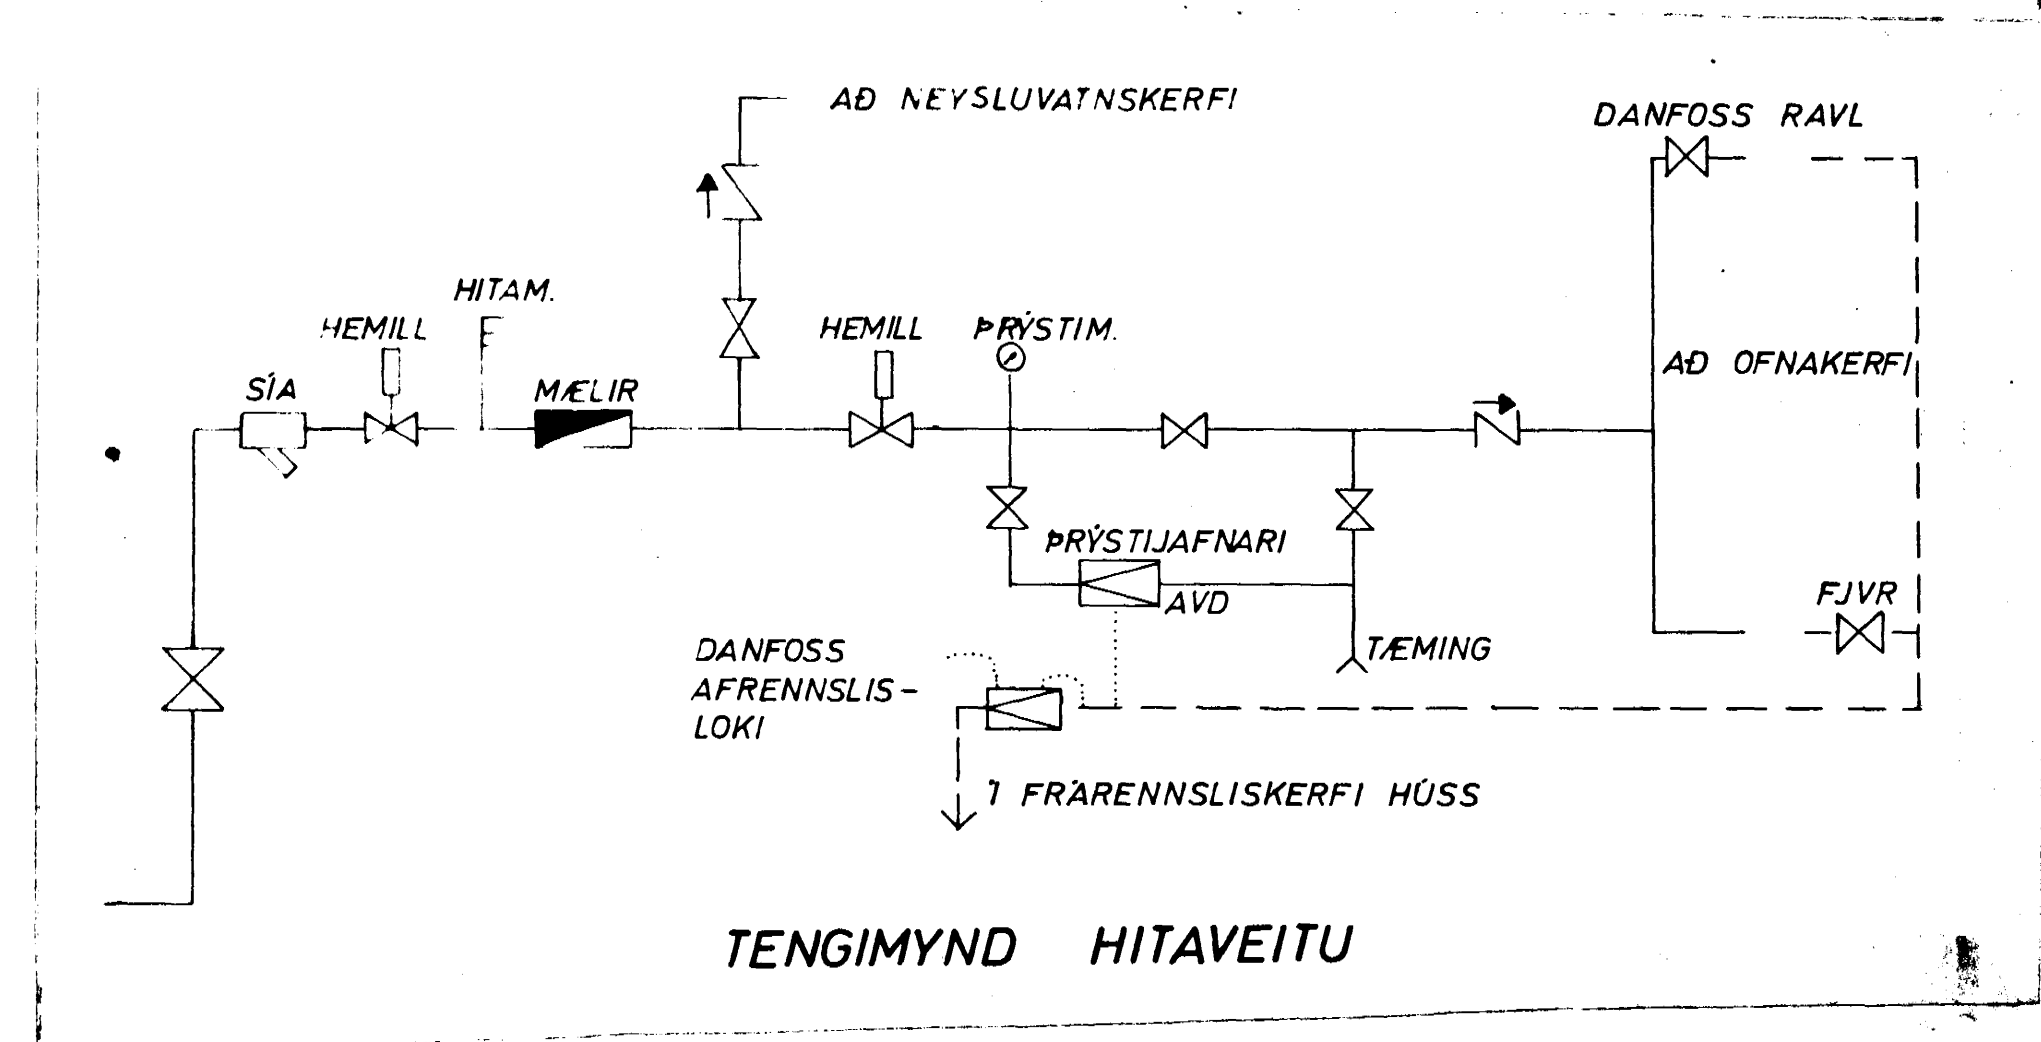 AÐ NEYSLUVATNSKERFI
DANFOSS RAVL
HITAM.
HEMILL
HEMILL
ÞRÝSTIM.
SÍA
MÆLIR
AÐ OFNAKERFI
ÞRÝSTIJAFNARI
AVD
FJVR
DANFOSS
AFRENNSLIS-
LOKI
TÆMING
Í FRÁRENNSLISKERFI HÚSS
TENGIMYND HITAVEITU